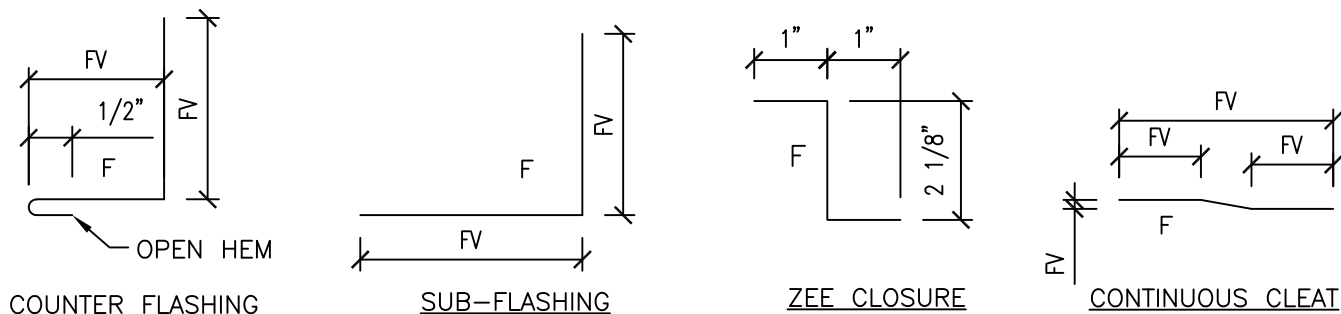 FV
1/2"
FV
F
OPEN HEM
COUNTER FLASHING
FV
F
FV
SUB-FLASHING
1" 1"
F
2 1/8"
ZEE CLOSURE
FV
FV FV
F
FV
CONTINUOUS CLEAT